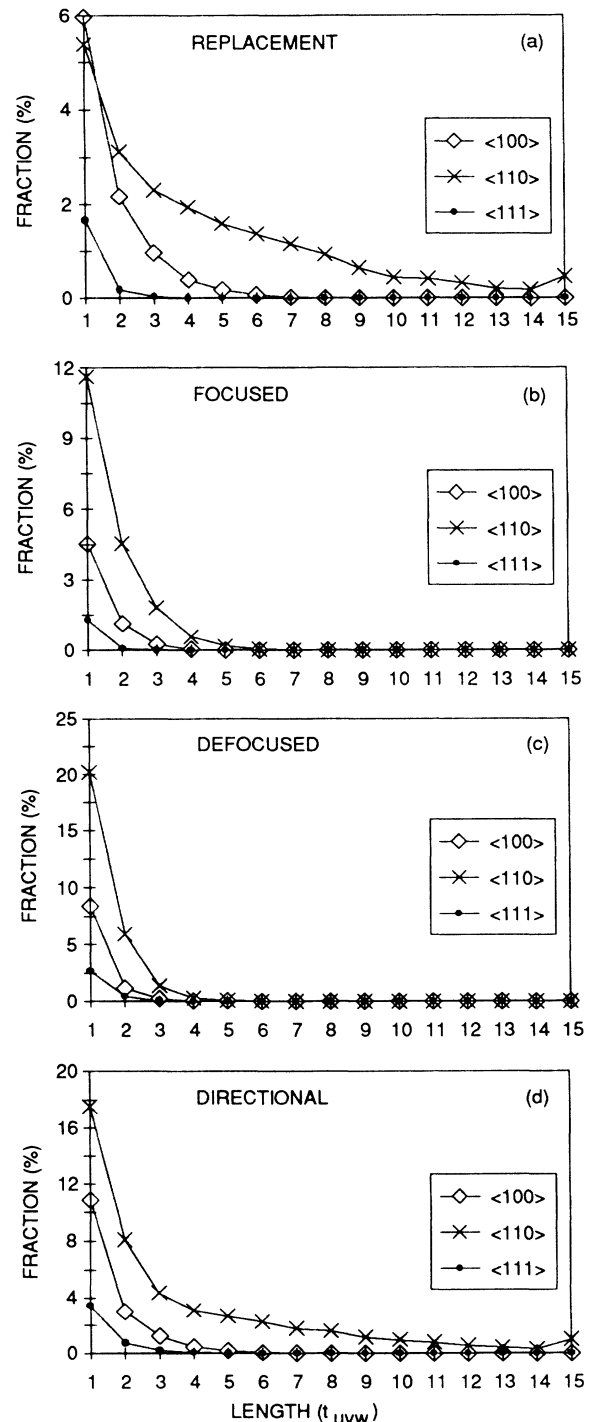 REPLACEMENT (a)
6
4
2
0
FRACTION (%)
<100>
<110>
<111>
1 2 3 4 5 6 7 8 9 10 11 12 13 14 15
FOCUSED (b)
12
9
6
3
0
FRACTION (%)
<100>
<110>
<111>
1 2 3 4 5 6 7 8 9 10 11 12 13 14 15
DEFOCUSED (c)
25
20
15
10
5
0
FRACTION (%)
<100>
<110>
<111>
1 2 3 4 5 6 7 8 9 10 11 12 13 14 15
DIRECTIONAL (d)
20
16
12
8
4
0
FRACTION (%)
<100>
<110>
<111>
1 2 3 4 5 6 7 8 9 10 11 12 13 14 15
LENGTH (t uvw)